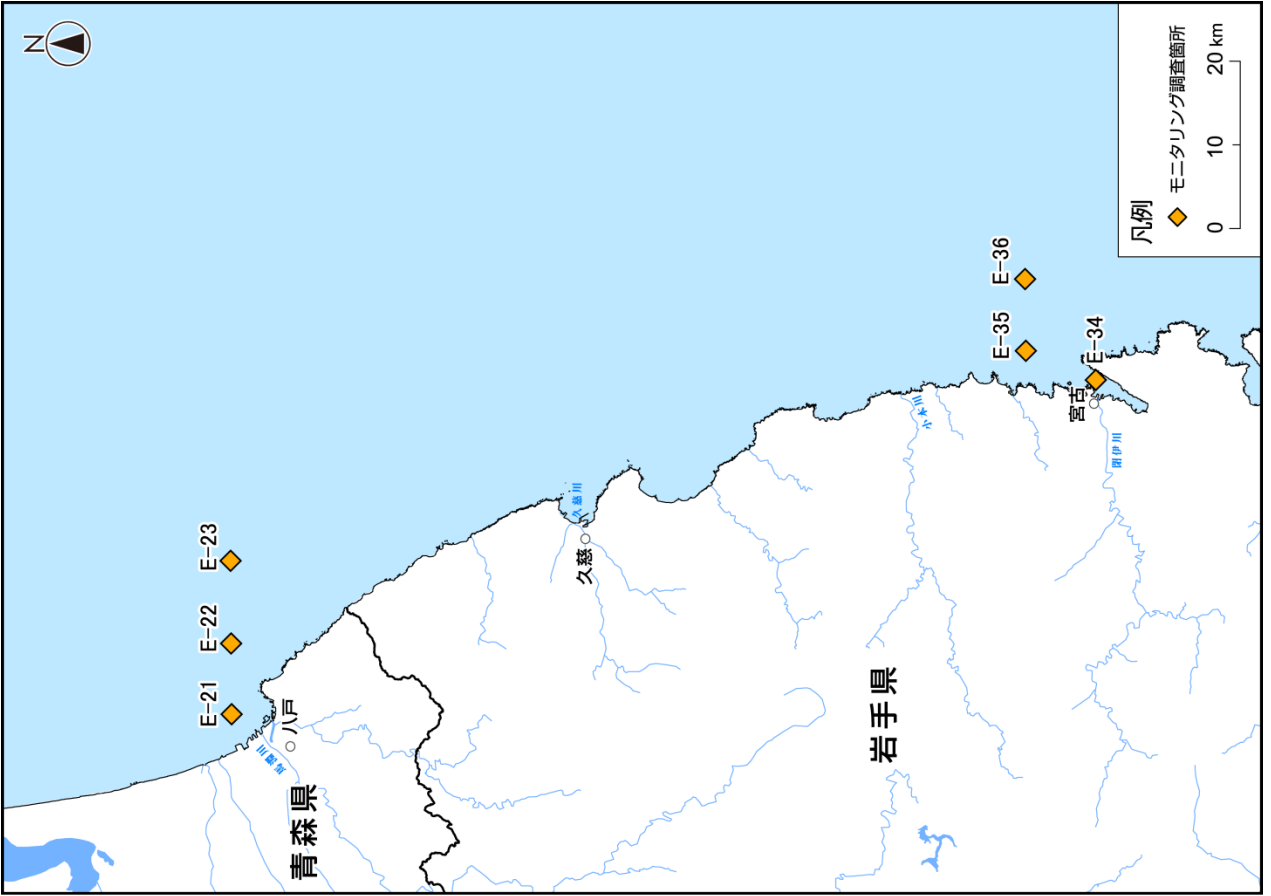 N
E-21
E-22
E-23
馬淵川
八戸
青森県
久慈川
久慈
岩手県
小本川
E-35
E-36
E-34
宮古
閉伊川
凡例
モニタリング調査箇所
0 10 20 km